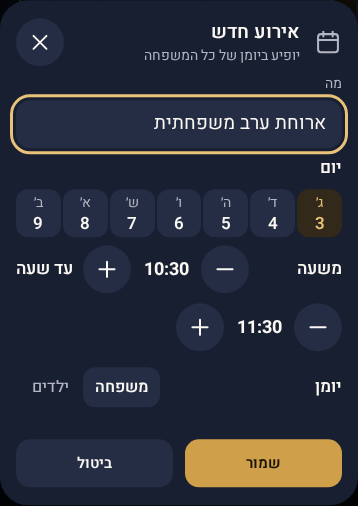 אירוע חדש
יופיע ביומן של כל המשפחה
מה
ארוחת ערב משפחתית
יום
ג׳ ד׳ ה׳ ו׳ ש׳ א׳ ב׳
3 4 5 6 7 8 9
משעה − 10:30 + עד שעה
− 11:30 +
יומן משפחה ילדים
שמור ביטול